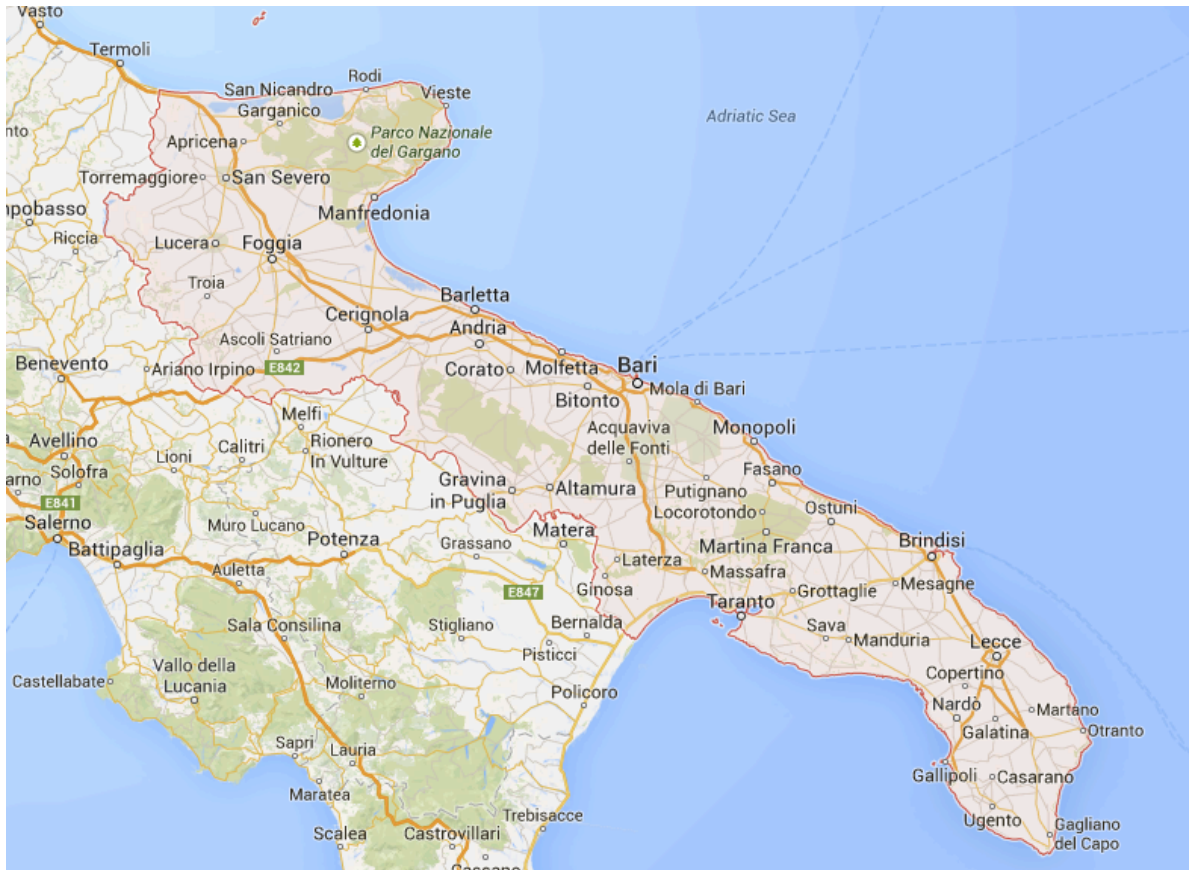 Vasto
Termoli
San Nicandro
Garganico
Rodi
Vieste
Adriatic Sea
Apricena
Parco Nazionale
del Gargano
nto
Torremaggiore
San Severo
Manfredonia
npobasso
Riccia
Lucera
Foggia
Troia
Barletta
Cerignola
Andria
Ascoli Satriano
Benevento
Ariano Irpino
E842
Corato
Molfetta
Bari
Mola di Bari
Bitonto
Melfi
Acquaviva
delle Fonti
Monopoli
Avellino
Calitri
Rionero
In Vulture
Lioni
Solofra
arno
Fasano
Gravina
in Puglia
Altamura
Putignano
Locorotondo
E841
Ostuni
Salerno
Muro Lucano
Matera
Battipaglia
Potenza
Grassano
Martina Franca
Brindisi
Laterza
Auletta
Massafra
Mesagne
E847
Ginosa
Grottaglie
Taranto
Sala Consilina
Stigliano
Bernalda
Sava
Manduria
Lecce
Pisticci
Vallo della
Lucania
Castellabate
Moliterno
Policoro
Copertino
Nardò
Martano
Galatina
Otranto
Sapri
Lauria
Gallipoli
Casarano
Maratea
Trebisacce
Ugento
Scalea
Castrovillari
Gagliano
del Capo
Cassano